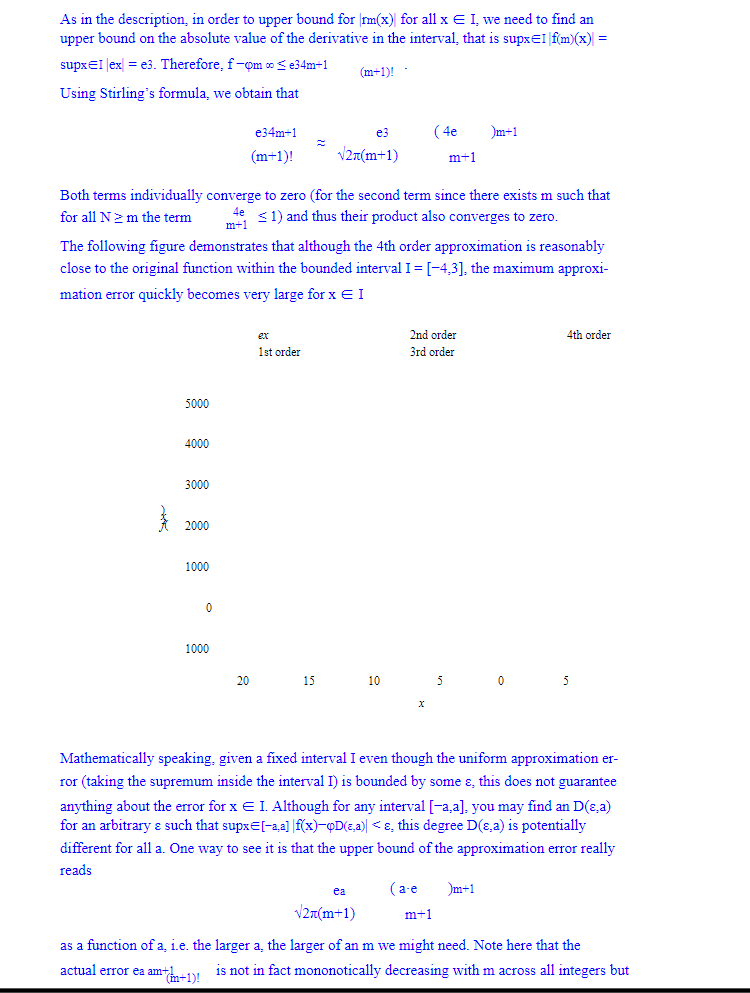 As in the description, in order to upper bound for |rm(x)| for all x ∈ I, we need to find an
upper bound on the absolute value of the derivative in the interval, that is supx∈I |f(m)(x)| =
supx∈I |ex| = e3. Therefore, f −φm ∞ ≤ e34m+1 (m+1)! .
Using Stirling's formula, we obtain that
e34m+1 ≈ e3 ( 4e )m+1
(m+1)! √2π(m+1) m+1
Both terms individually converge to zero (for the second term since there exists m such that
for all N ≥ m the term 4e m+1 ≤ 1) and thus their product also converges to zero.
The following figure demonstrates that although the 4th order approximation is reasonably
close to the original function within the bounded interval I = [−4,3], the maximum approxi-
mation error quickly becomes very large for x ∈ I
ex 2nd order 4th order
1st order 3rd order
5000
4000
3000
2000
1000
0
1000
20 15 10 5 0 5
x
Mathematically speaking, given a fixed interval I even though the uniform approximation er-
ror (taking the supremum inside the interval I) is bounded by some ε, this does not guarantee
anything about the error for x ∈ I. Although for any interval [−a,a], you may find an D(ε,a)
for an arbitrary ε such that supx∈[−a,a] |f(x)−φD(ε,a)| < ε, this degree D(ε,a) is potentially
different for all a. One way to see it is that the upper bound of the approximation error really
reads
ea ( a·e )m+1
√2π(m+1) m+1
as a function of a, i.e. the larger a, the larger of an m we might need. Note here that the
actual error ea am+1 (m+1)! is not in fact mononotically decreasing with m across all integers but